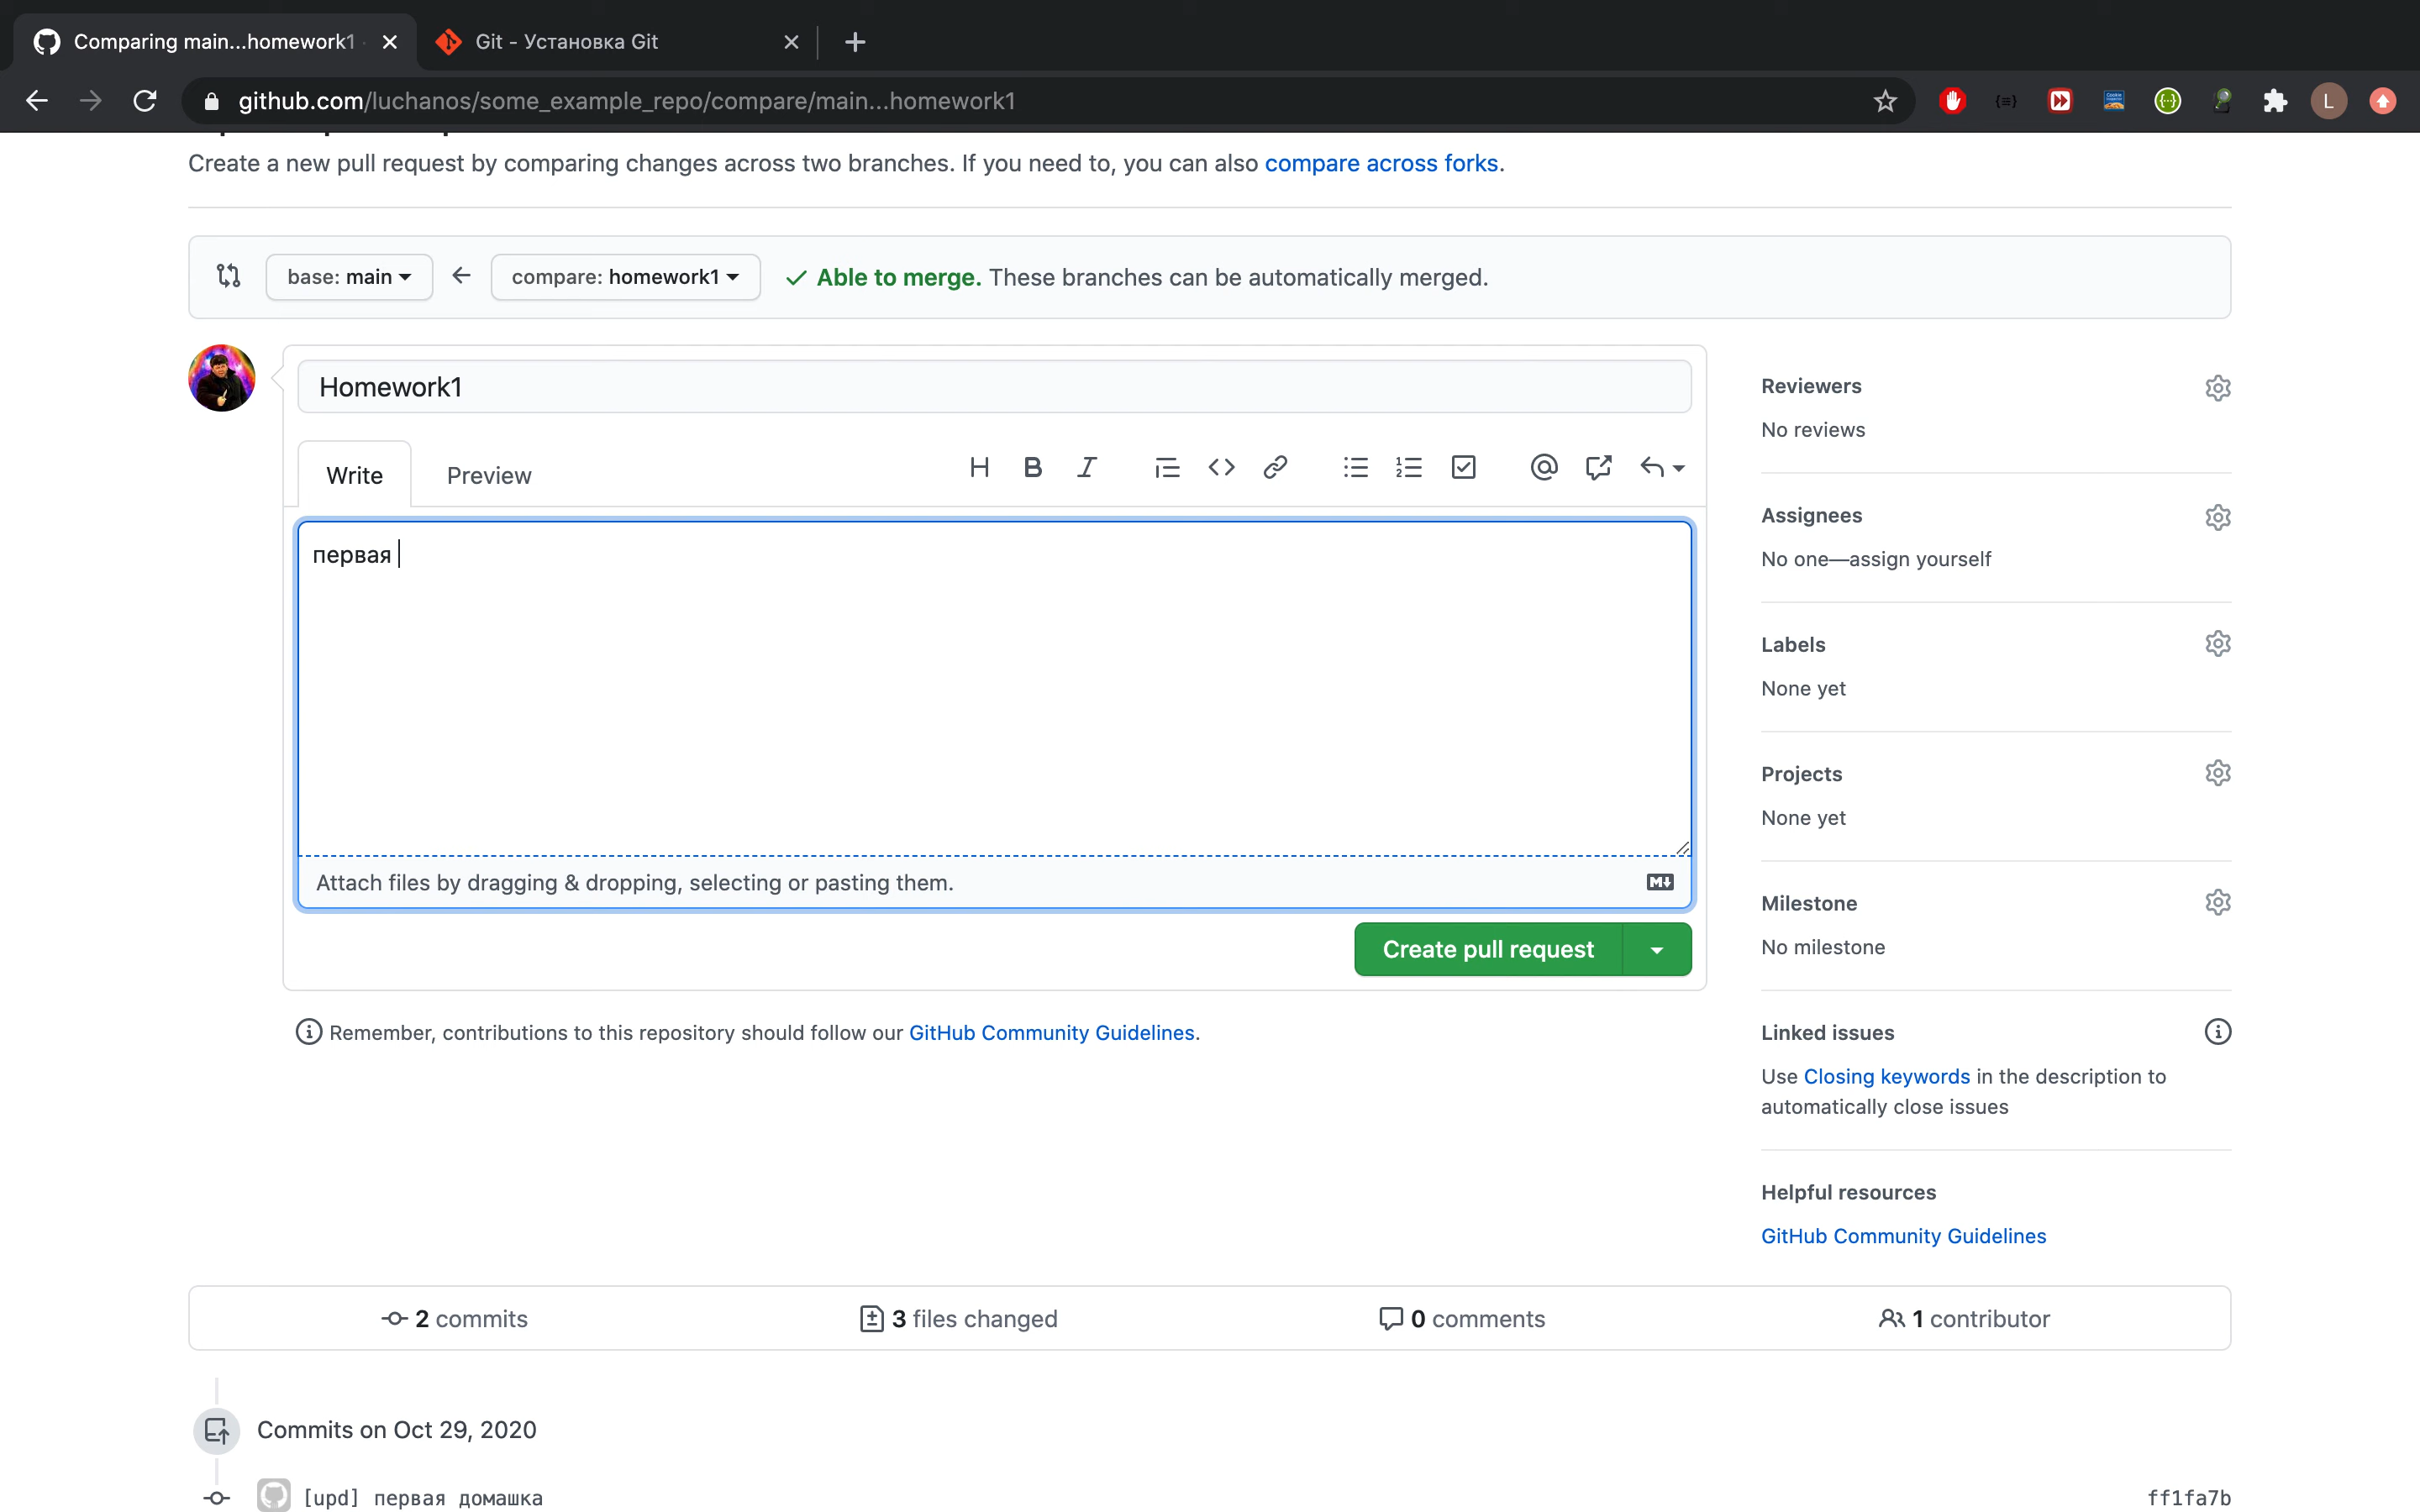 Comparing main...homework1
Git - Установка Git
github.com/luchanos/some_example_repo/compare/main...homework1
L
Create a new pull request by comparing changes across two branches. If you need to, you can also compare across forks.
base: main
compare: homework1
Able to merge. These branches can be automatically merged.
Homework1
Write
Preview
первая
Attach files by dragging & dropping, selecting or pasting them.
Create pull request
Remember, contributions to this repository should follow our GitHub Community Guidelines.
Reviewers
No reviews
Assignees
No one—assign yourself
Labels
None yet
Projects
None yet
Milestone
No milestone
Linked issues
Use Closing keywords in the description to
automatically close issues
Helpful resources
GitHub Community Guidelines
2 commits
3 files changed
0 comments
1 contributor
Commits on Oct 29, 2020
[upd] первая домашка
ff1fa7b